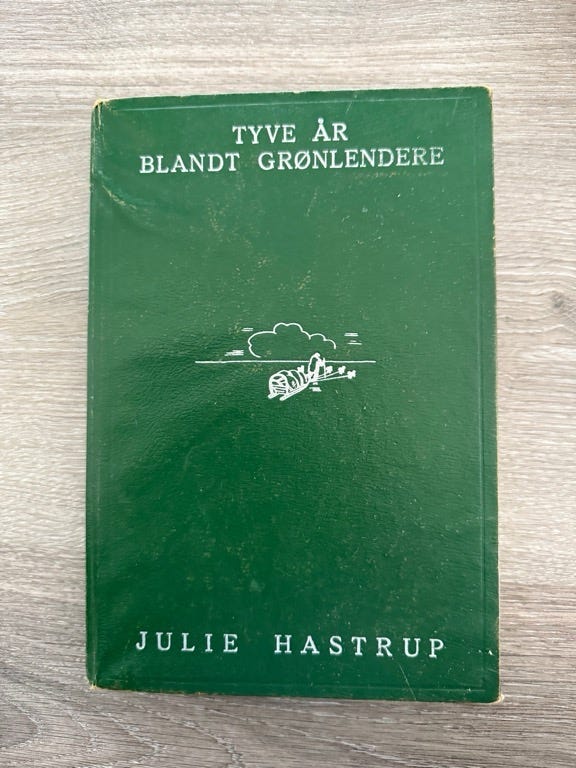 TYVE ÅR
BLANDT GRØNLENDERE
JULIE HASTRUP